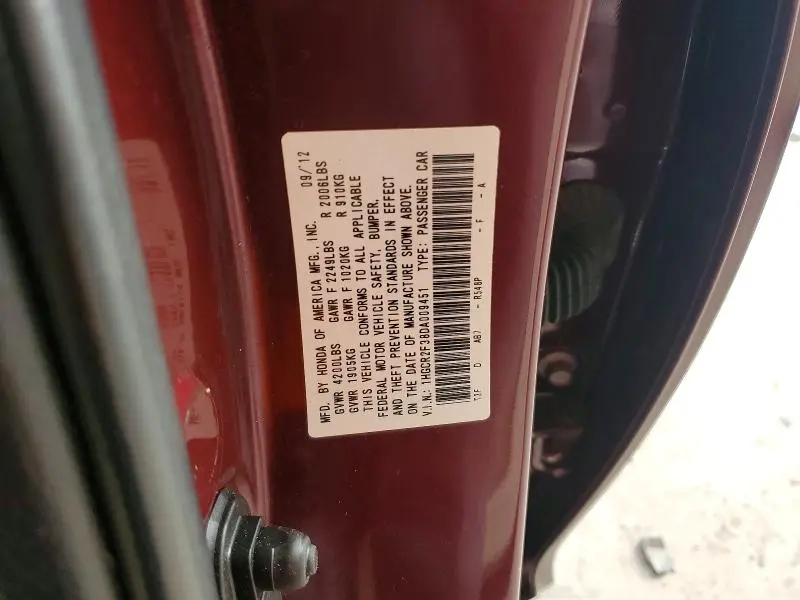 MFD. BY HONDA OF AMERICA MFG., INC. 09/12
GVWR 4200LBS GAWR F 2249LBS R 2006LBS
GVWR 1905KG GAWR F 1020KG R 910KG
THIS VEHICLE CONFORMS TO ALL APPLICABLE
FEDERAL MOTOR VEHICLE SAFETY, BUMPER,
AND THEFT PREVENTION STANDARDS IN EFFECT
ON THE DATE OF MANUFACTURE SHOWN ABOVE.
V.I.N.: 1HGCR2F38DA009451 TYPE: PASSENGER CAR
D AB7 - R548P - F - A